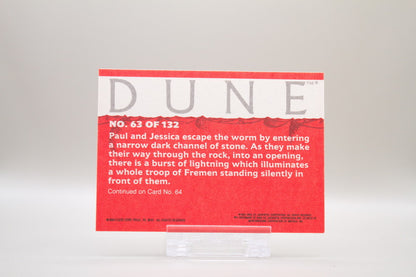 DUNE
NO. 63 OF 132
Paul and Jessica escape the worm by entering
a narrow dark channel of stone. As they make
their way through the rock, into an opening,
there is a burst of lightning which illuminates
a whole troop of Fremen standing silently in
front of them.
Continued on Card No. 64